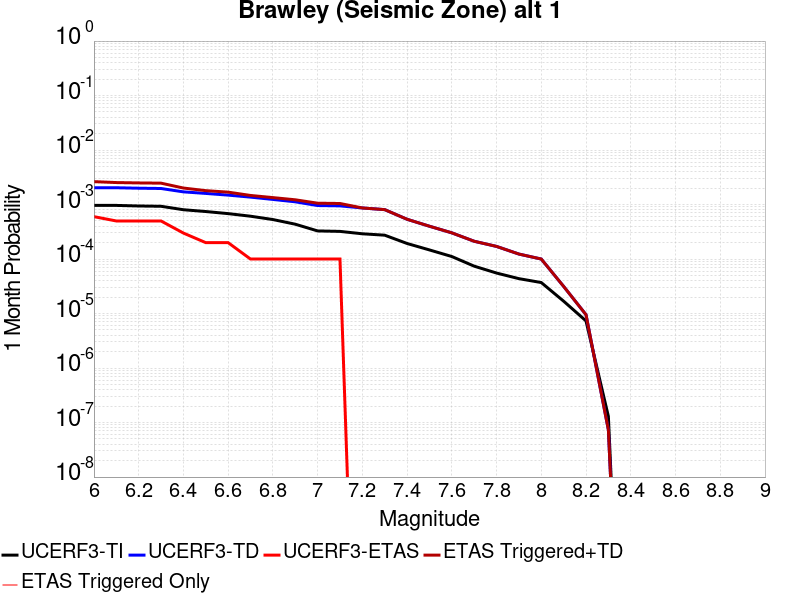 Brawley (Seismic Zone) alt 1
10^0
10^-1
10^-2
10^-3
10^-4
10^-5
10^-6
10^-7
10^-8
1 Month Probability
6 6.2 6.4 6.6 6.8 7 7.2 7.4 7.6 7.8 8 8.2 8.4 8.6 8.8 9
Magnitude
UCERF3-TI UCERF3-TD UCERF3-ETAS ETAS Triggered+TD
ETAS Triggered Only